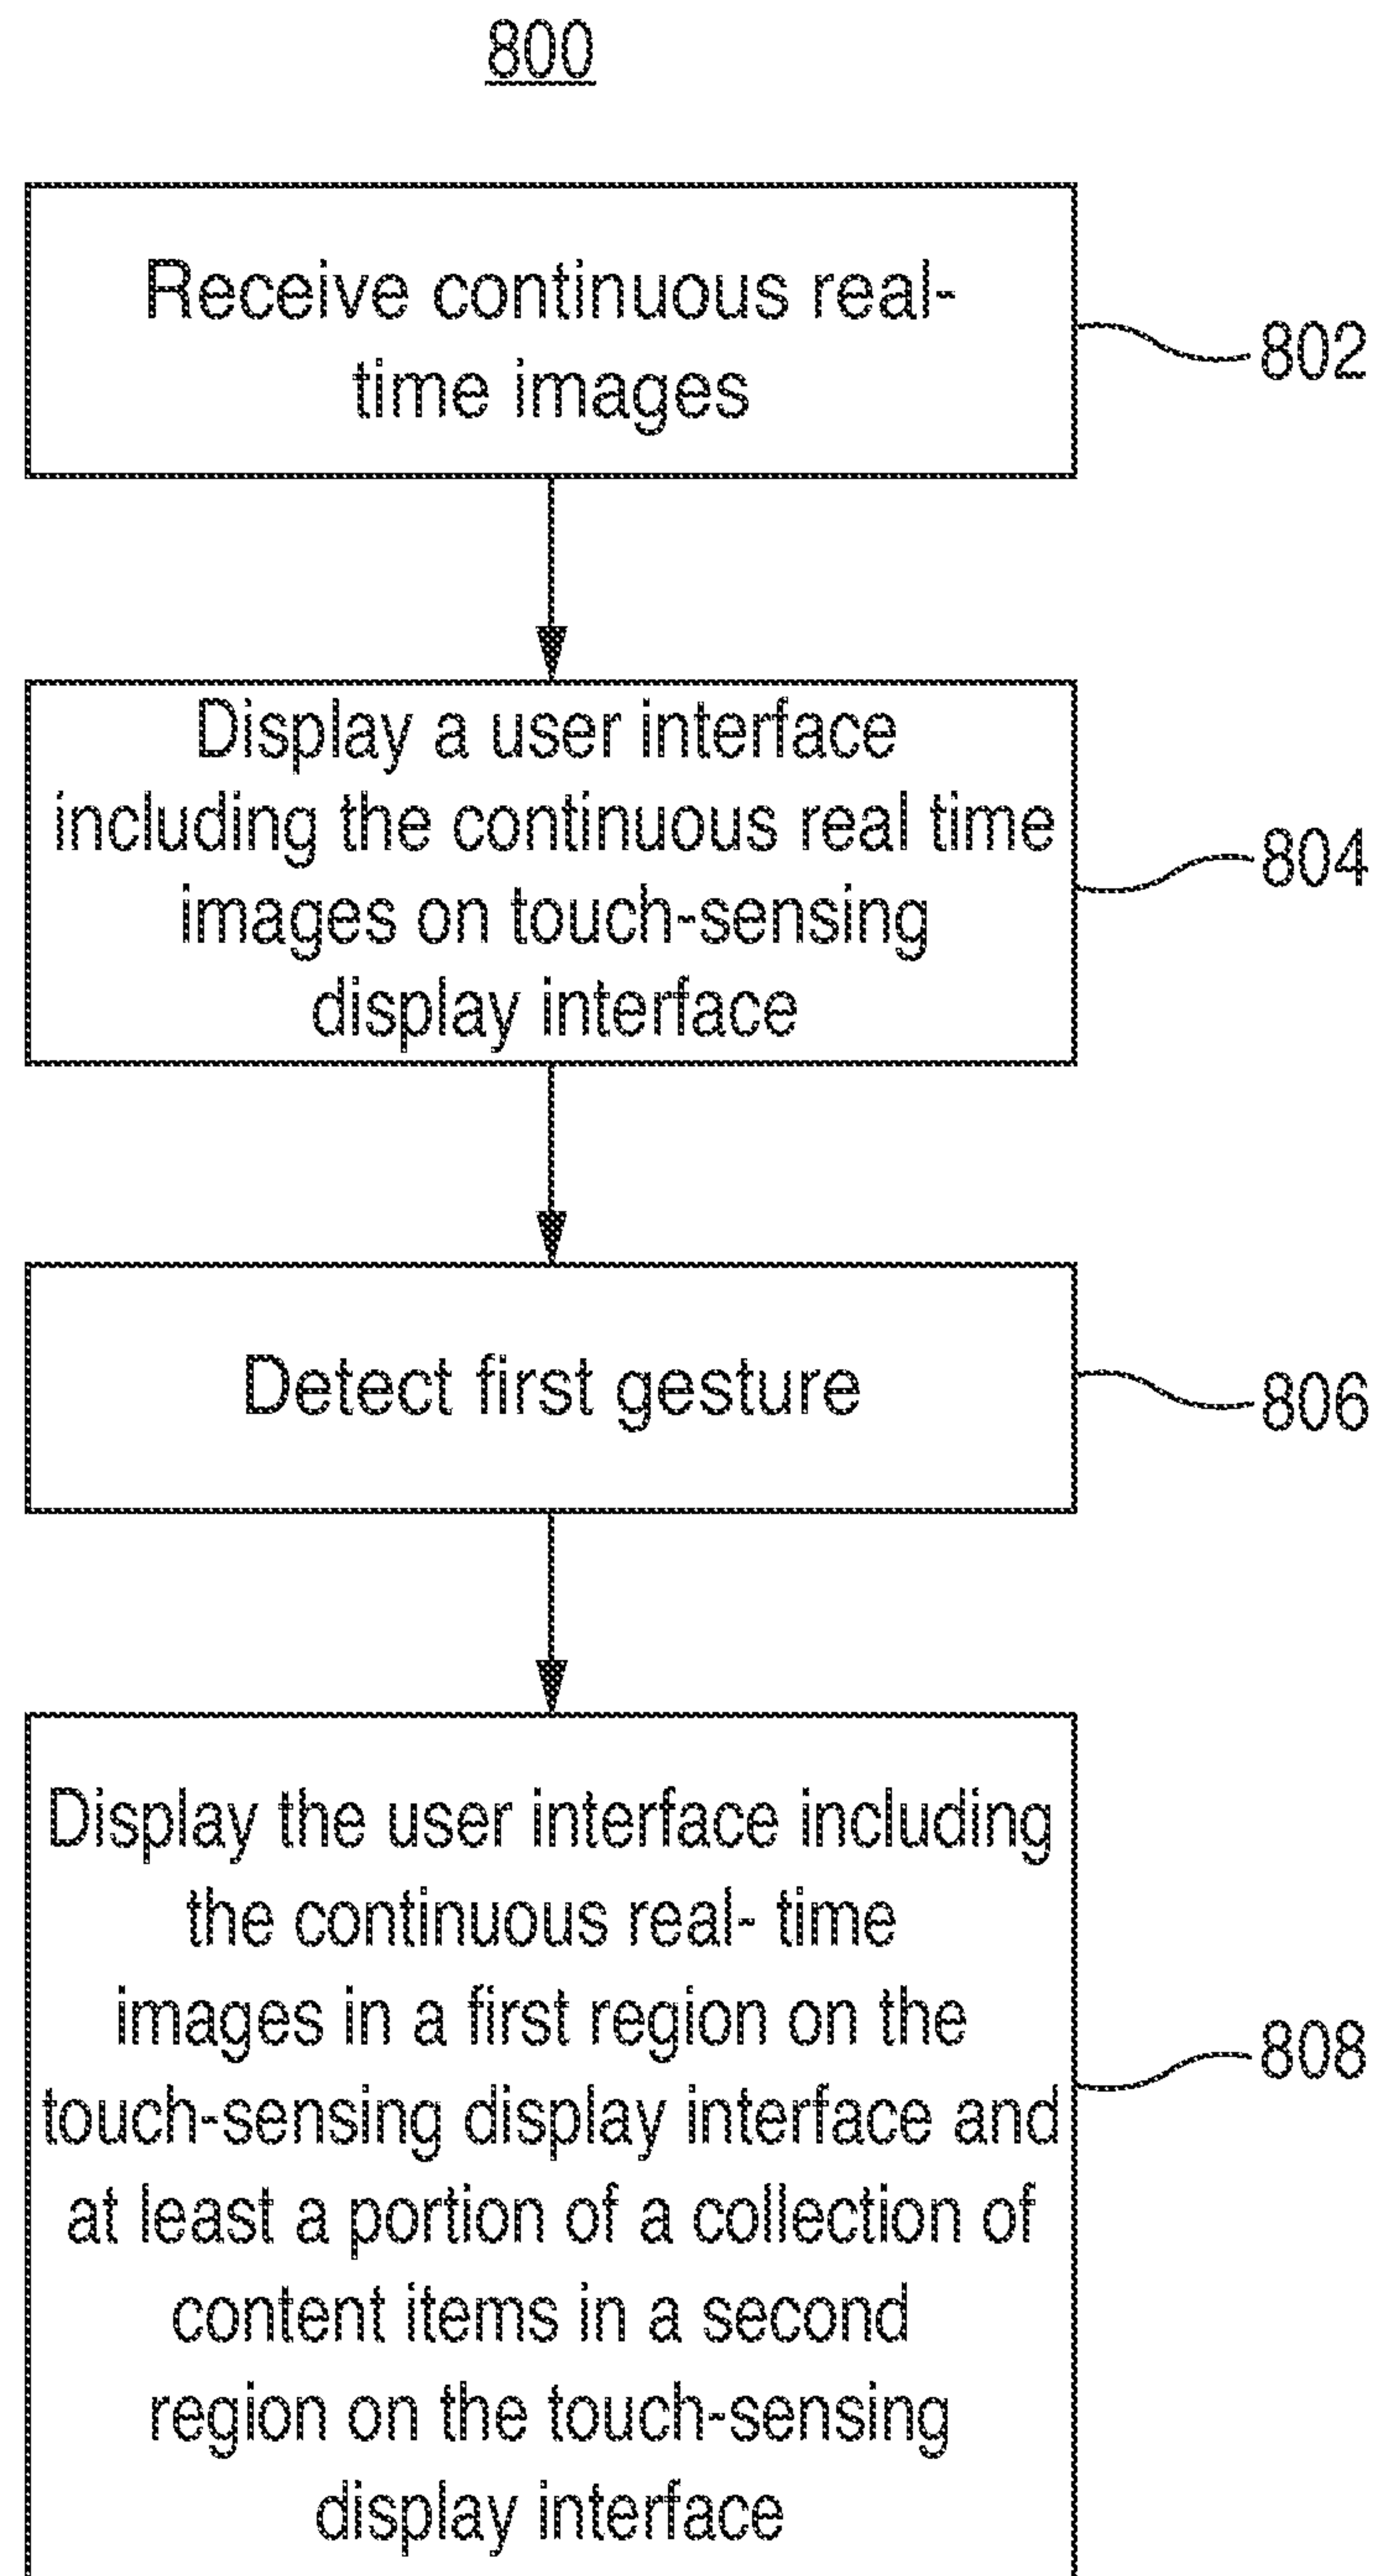 800
Receive continuous real-
time images
802
Display a user interface
including the continuous real time
images on touch-sensing
display interface
804
Detect first gesture
806
Display the user interface including
the continuous real- time
images in a first region on the
touch-sensing display interface and
at least a portion of a collection of
content items in a second
region on the touch-sensing
display interface
808